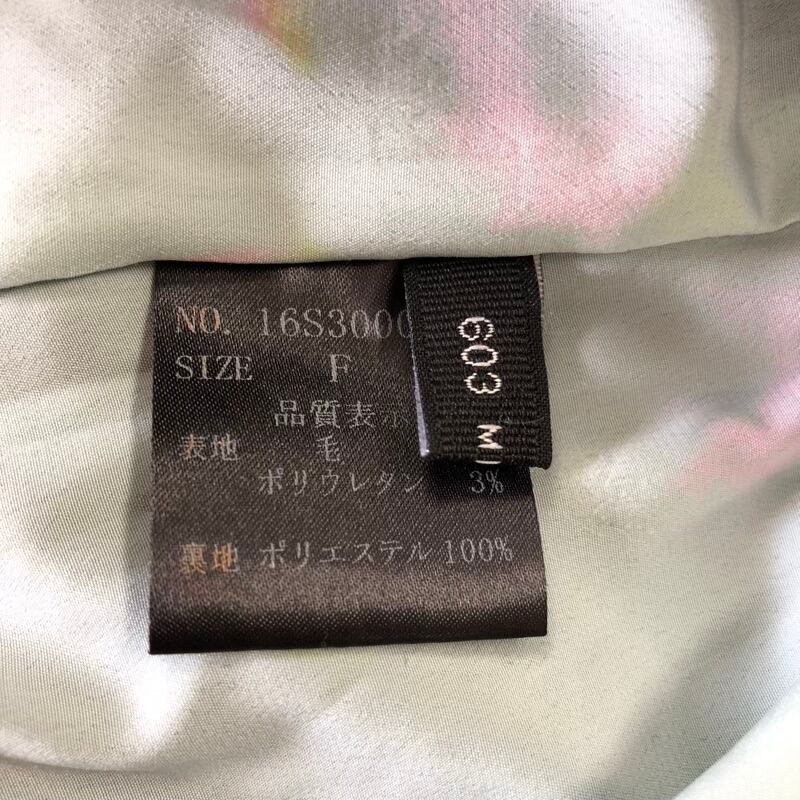 NO. 16S3000
SIZE F
品質表示
表地 毛
ポリウレタン 3%
裏地 ポリエステル 100%
603